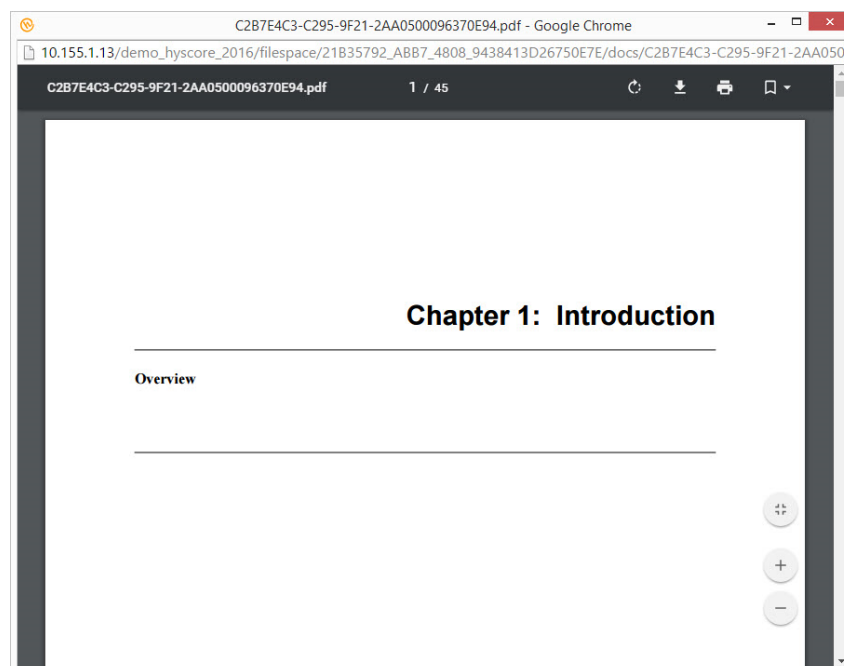 C2B7E4C3-C295-9F21-2AA0500096370E94.pdf - Google Chrome
10.155.1.13/demo_hyscore_2016/filespace/21B35792_ABB7_4808_9438413D26750E7E/docs/C2B7E4C3-C295-9F21-2AA050
C2B7E4C3-C295-9F21-2AA0500096370E94.pdf 1 / 45
Chapter 1: Introduction
Overview